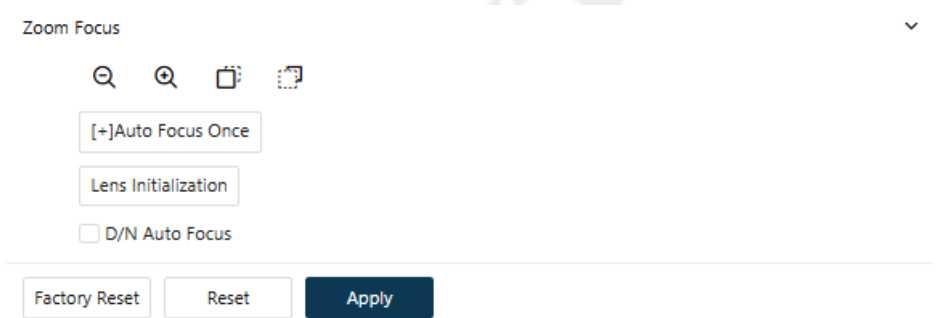 Zoom Focus
[+]Auto Focus Once
Lens Initialization
D/N Auto Focus
Factory Reset Reset Apply